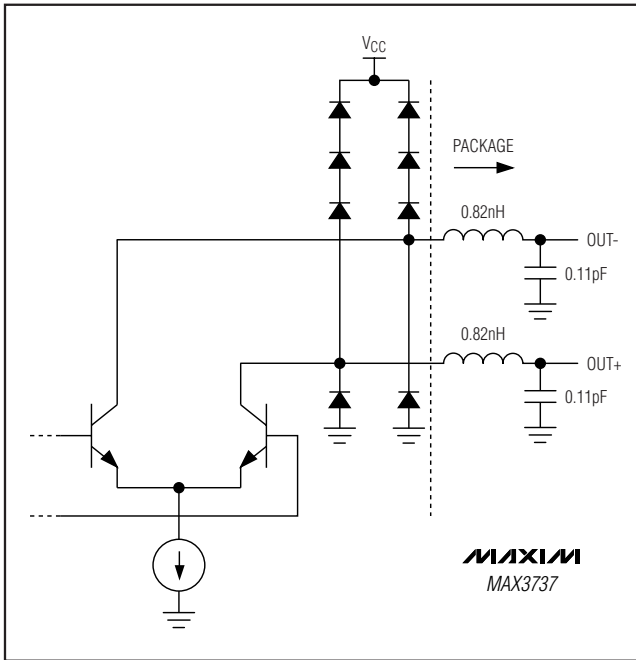 VCC
PACKAGE
0.82nH
OUT-
0.11pF
0.82nH
OUT+
0.11pF
MAXIM
MAX3737